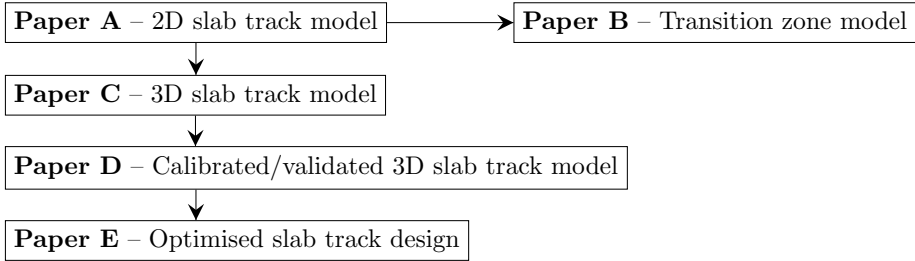 Paper A – 2D slab track model
Paper B – Transition zone model
Paper C – 3D slab track model
Paper D – Calibrated/validated 3D slab track model
Paper E – Optimised slab track design